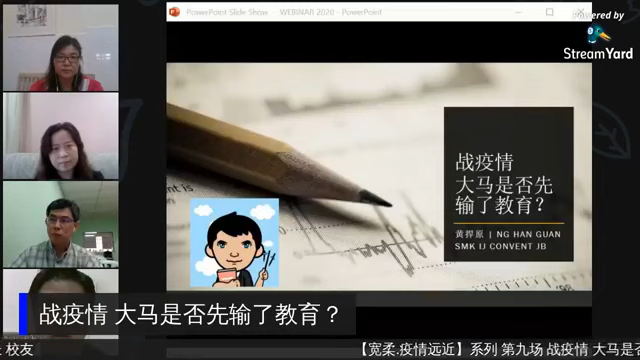 PowerPoint Slide Show
WEBINAR 2020 - PowerPoint
Powered by
StreamYard
战疫情
大马是否先
输了教育？
黄捍原 | NG HAN GUAN
SMK IJ CONVENT JB
战疫情 大马是否先输了教育？
校友
【宽柔.疫情远近】系列 第九场 战疫情 大马是否